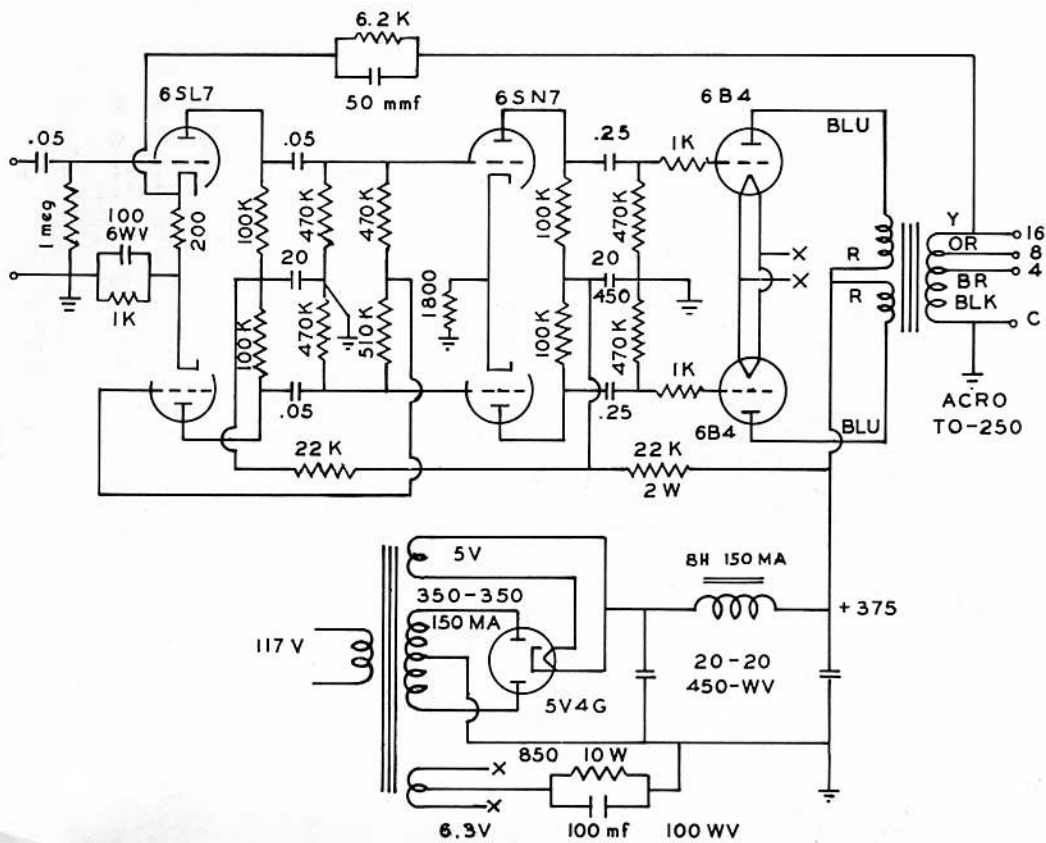 6.2 K
50 mmf
6SL7
6SN7
6B4
BLU
.05
.05
.25
1K
1 meg
100
6WV
200
100K
470K
470K
100K
470K
Y
16
OR
8
R
4
BR
R
BLK
C
1K
20
1800
20
450
100K
470K
510K
100K
470K
.05
.25
1K
6B4
BLU
ACRO
TO-250
22 K
22 K
2 W
5V
8H 150 MA
350-350
150 MA
+375
117 V
20-20
450-WV
5V4G
850 10W
X
X
X
X
6.3V
100 mf 100 WV